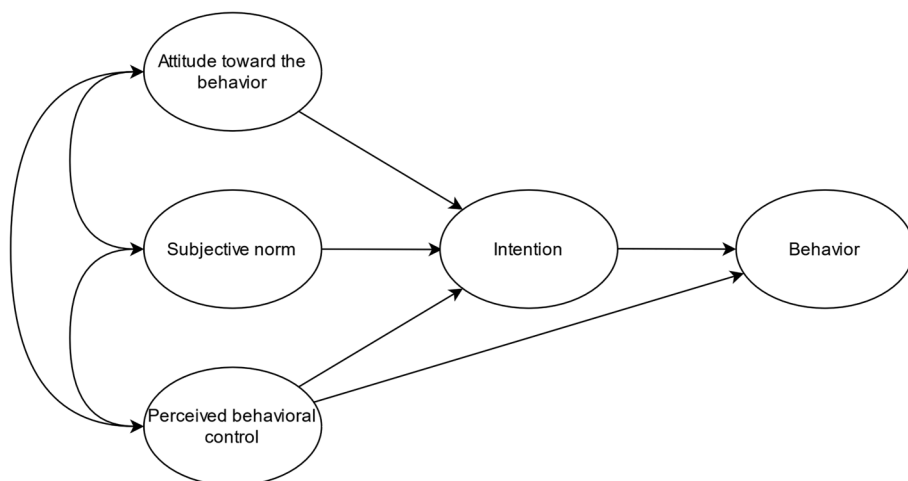 Attitude toward the
behavior
Subjective norm
Intention
Behavior
Perceived behavioral
control